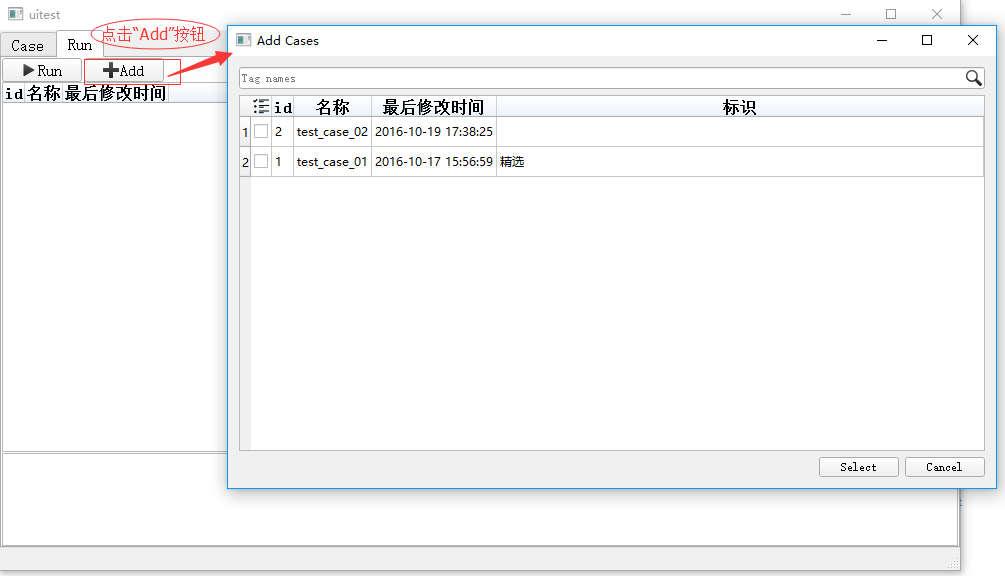 uitest
点击“Add”按钮
Case Run
Run Add
id 名称 最后修改时间
Add Cases
Tag names
id 名称 最后修改时间 标识
1 2 test_case_02 2016-10-19 17:38:25
2 1 test_case_01 2016-10-17 15:56:59 精选
Select Cancel